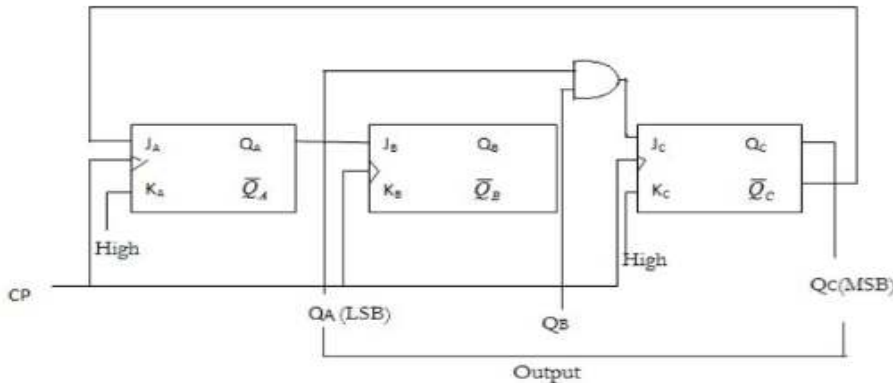 JA QA
Q̅A
KA
JB QB
Q̅B
KB
JC QC
Q̅C
KC
High
High
CP
QA (LSB)
QB
QC(MSB)
Output